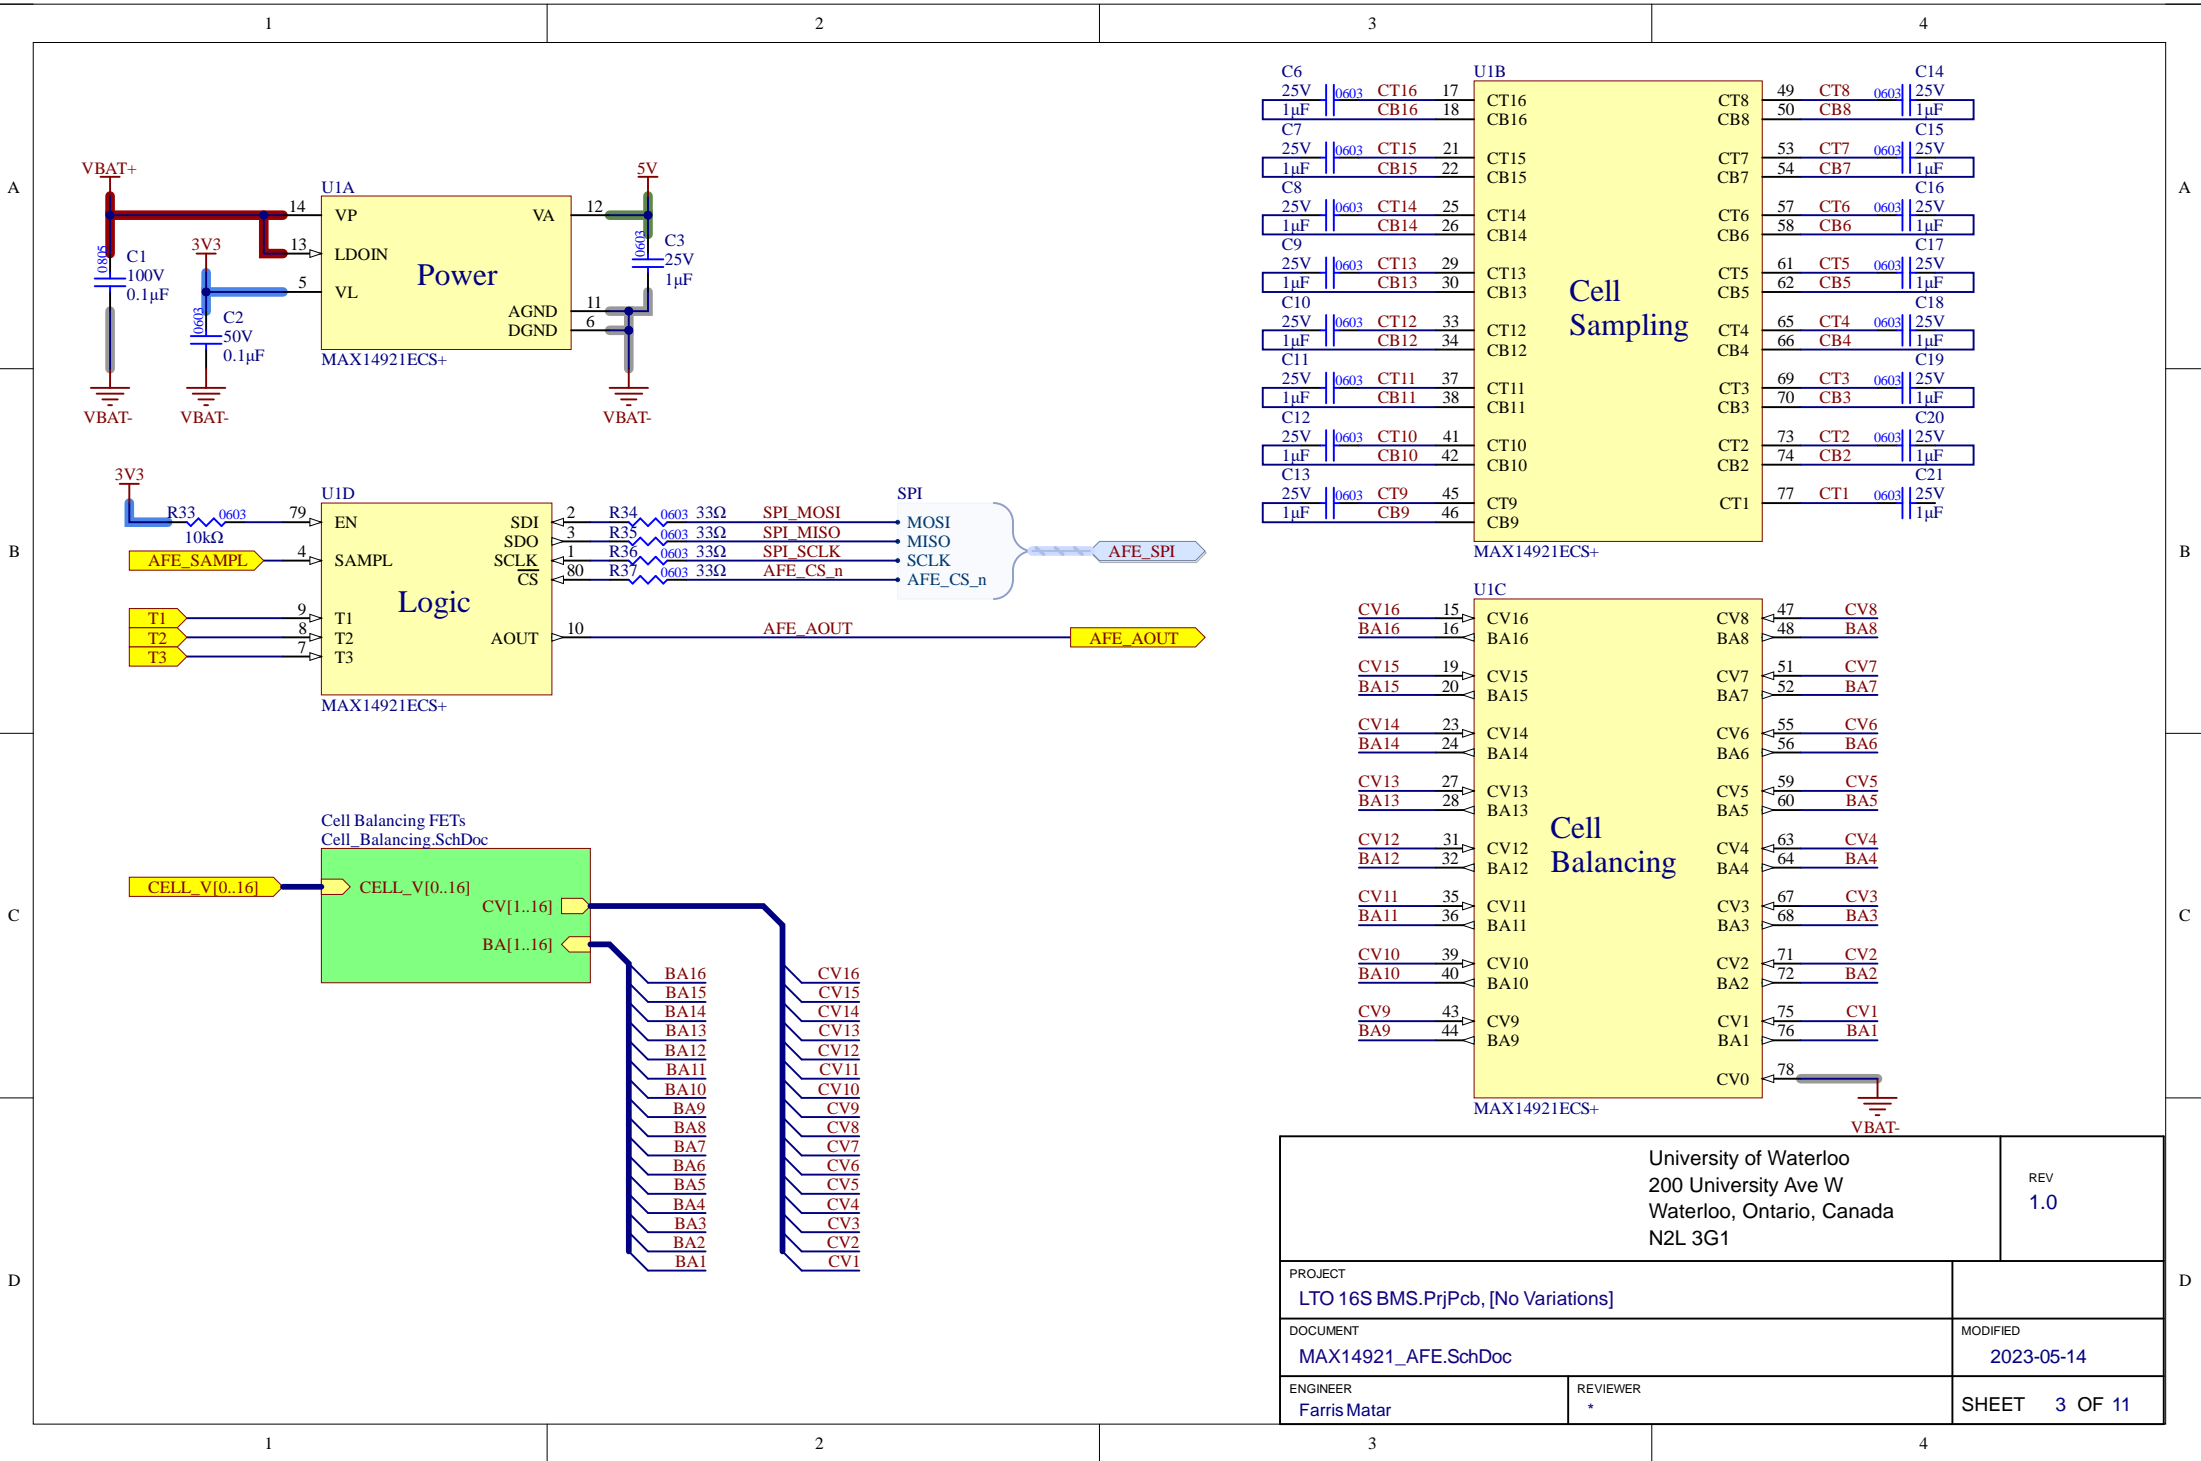 1 2 3 4
A
B
C
D
VBAT+
C1
100V
0.1µF
0805
3V3
C2
50V
0.1µF
0603
VBAT-
VBAT-
U1A
14 VP
13 LDOIN
5 VL
Power
VA 12
AGND 11
DGND 6
MAX14921ECS+
5V
0603
C3
25V
1µF
VBAT-
3V3
R33 0603
10kΩ
AFE_SAMPL
T1
T2
T3
U1D
79 EN
4 SAMPL
9 T1
8 T2
7 T3
Logic
SDI 2 R34 0603 33Ω SPI_MOSI
SDO 3 R35 0603 33Ω SPI_MISO
SCLK 1 R36 0603 33Ω SPI_SCLK
CS 80 R37 0603 33Ω AFE_CS_n
AOUT 10 AFE_AOUT
MAX14921ECS+
SPI
MOSI
MISO
SCLK
AFE_CS_n
AFE_SPI
AFE_AOUT
Cell Balancing FETs
Cell_Balancing.SchDoc
CELL_V[0..16]
CELL_V[0..16]
CV[1..16]
BA[1..16]
BA16 CV16
BA15 CV15
BA14 CV14
BA13 CV13
BA12 CV12
BA11 CV11
BA10 CV10
BA9 CV9
BA8 CV8
BA7 CV7
BA6 CV6
BA5 CV5
BA4 CV4
BA3 CV3
BA2 CV2
BA1 CV1
C6 U1B C14
25V 0603 CT16 17 CT16 CT8 49 CT8 0603 25V
1µF CB16 18 CB16 CB8 50 CB8 1µF
C7 C15
25V 0603 CT15 21 CT15 CT7 53 CT7 0603 25V
1µF CB15 22 CB15 CB7 54 CB7 1µF
C8 C16
25V 0603 CT14 25 CT14 CT6 57 CT6 0603 25V
1µF CB14 26 CB14 CB6 58 CB6 1µF
C9 C17
25V 0603 CT13 29 CT13 CT5 61 CT5 0603 25V
1µF CB13 30 CB13 CB5 62 CB5 1µF
C10 C18
25V 0603 CT12 33 CT12 CT4 65 CT4 0603 25V
1µF CB12 34 CB12 CB4 66 CB4 1µF
C11 C19
25V 0603 CT11 37 CT11 CT3 69 CT3 0603 25V
1µF CB11 38 CB11 CB3 70 CB3 1µF
C12 C20
25V 0603 CT10 41 CT10 CT2 73 CT2 0603 25V
1µF CB10 42 CB10 CB2 74 CB2 1µF
C13 C21
25V 0603 CT9 45 CT9 CT1 77 CT1 0603 25V
1µF CB9 46 CB9 1µF
Cell
Sampling
MAX14921ECS+
U1C
CV16 15 CV16 CV8 47 CV8
BA16 16 BA16 BA8 48 BA8
CV15 19 CV15 CV7 51 CV7
BA15 20 BA15 BA7 52 BA7
CV14 23 CV14 CV6 55 CV6
BA14 24 BA14 BA6 56 BA6
CV13 27 CV13 CV5 59 CV5
BA13 28 BA13 BA5 60 BA5
CV12 31 CV12 CV4 63 CV4
BA12 32 BA12 BA4 64 BA4
CV11 35 CV11 CV3 67 CV3
BA11 36 BA11 BA3 68 BA3
CV10 39 CV10 CV2 71 CV2
BA10 40 BA10 BA2 72 BA2
CV9 43 CV9 CV1 75 CV1
BA9 44 BA9 BA1 76 BA1
CV0 78
Cell
Balancing
MAX14921ECS+
VBAT-
University of Waterloo
200 University Ave W
Waterloo, Ontario, Canada
N2L 3G1
REV
1.0
PROJECT
LTO 16S BMS.PrjPcb, [No Variations]
DOCUMENT
MAX14921_AFE.SchDoc
MODIFIED
2023-05-14
ENGINEER
Farris Matar
REVIEWER
*
SHEET 3 OF 11
A
B
C
D
1 2 3 4